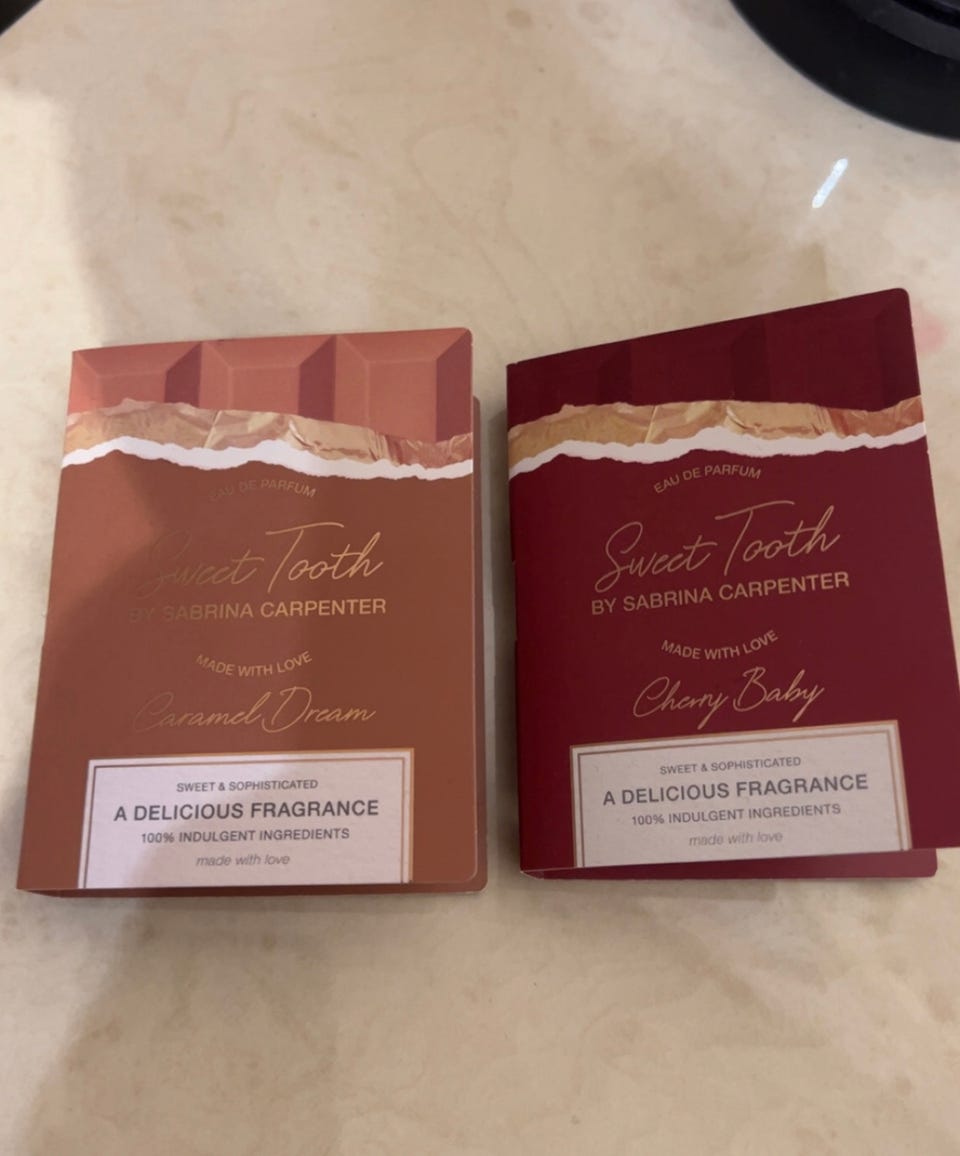 EAU DE PARFUM
Sweet Tooth
BY SABRINA CARPENTER
MADE WITH LOVE
Caramel Dream
SWEET & SOPHISTICATED
A DELICIOUS FRAGRANCE
100% INDULGENT INGREDIENTS
made with love
EAU DE PARFUM
Sweet Tooth
BY SABRINA CARPENTER
MADE WITH LOVE
Cherry Baby
SWEET & SOPHISTICATED
A DELICIOUS FRAGRANCE
100% INDULGENT INGREDIENTS
made with love